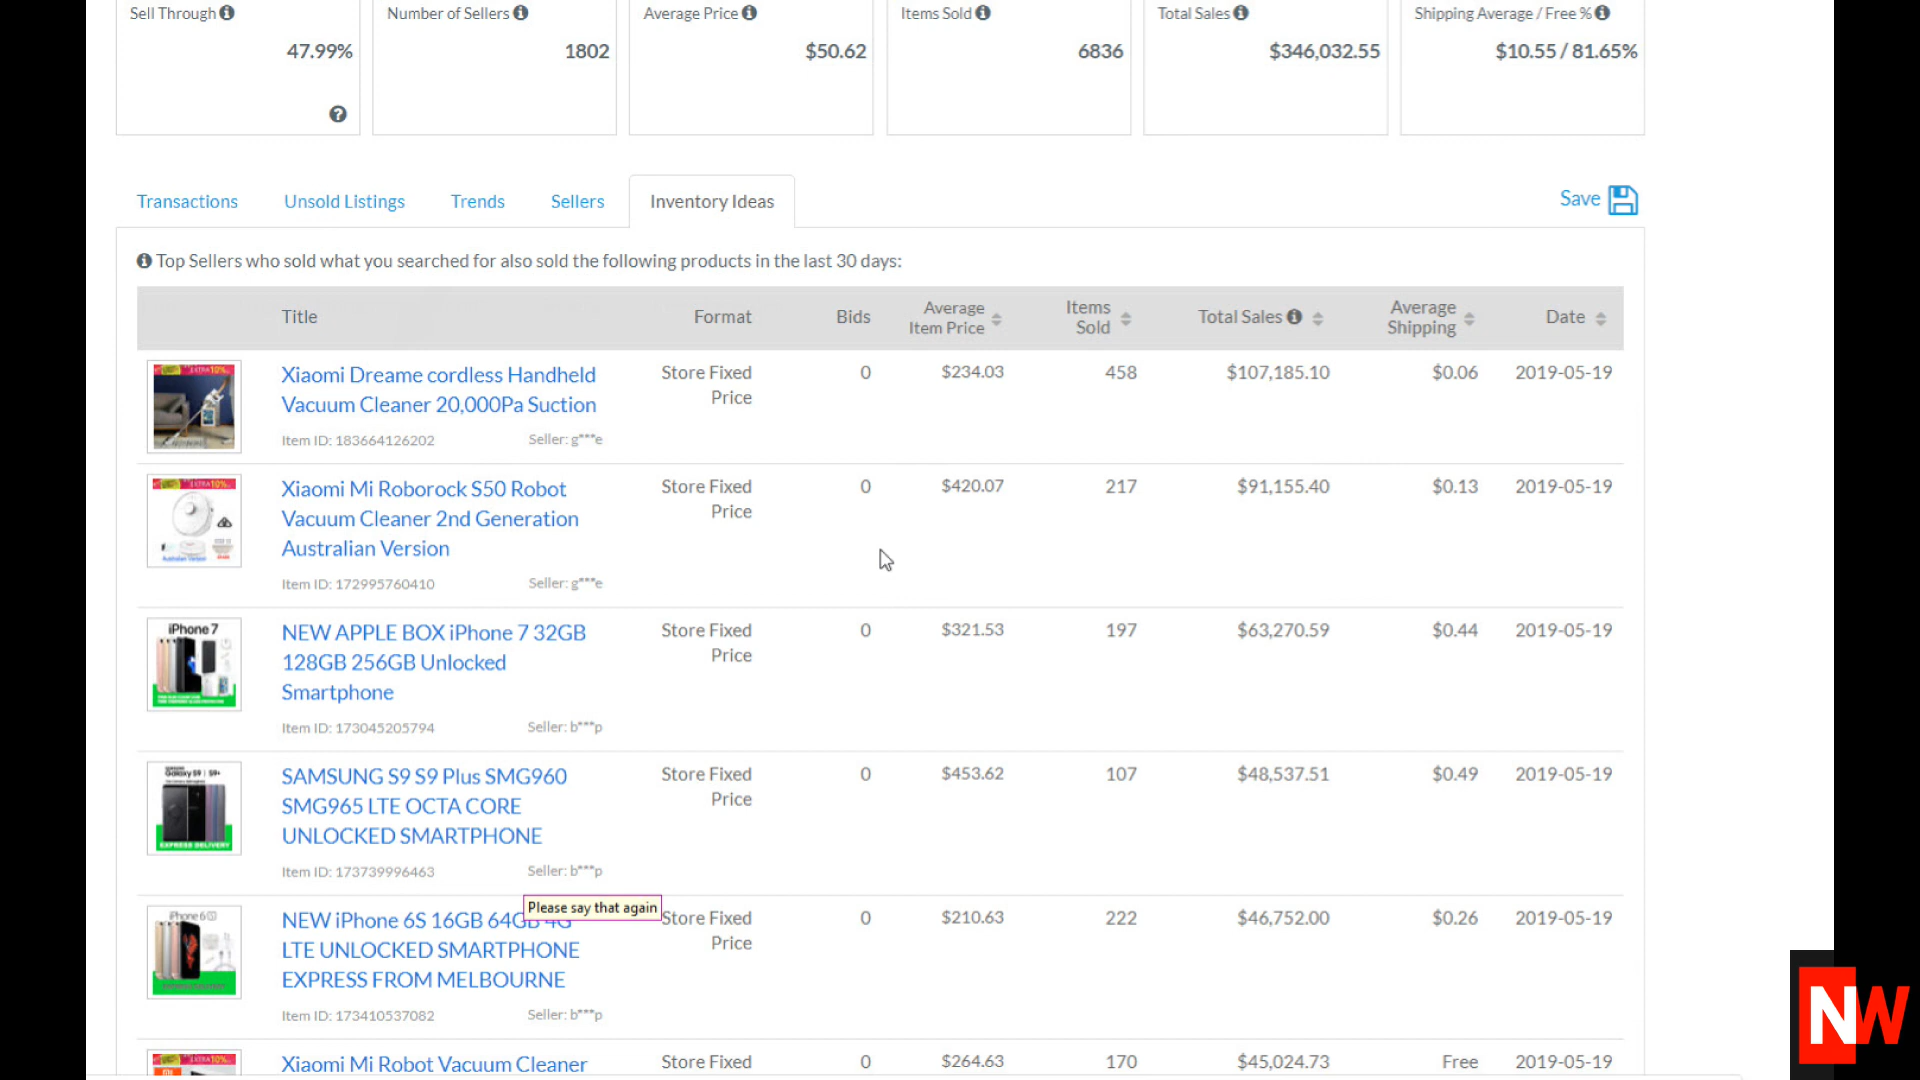 Sell Through
Number of Sellers
Average Price
Items Sold
Total Sales
Shipping Average / Free %
47.99%
1802
$50.62
6836
$346,032.55
$10.55 / 81.65%
Transactions
Unsold Listings
Trends
Sellers
Inventory Ideas
Save
Top Sellers who sold what you searched for also sold the following products in the last 30 days:
Title
Format
Bids
Average
Item Price
Items
Sold
Total Sales
Average
Shipping
Date
Xiaomi Dreame cordless Handheld
Vacuum Cleaner 20,000Pa Suction
Item ID: 183664126202
Seller: g***e
Store Fixed
Price
0
$234.03
458
$107,185.10
$0.06
2019-05-19
Xiaomi Mi Roborock S50 Robot
Vacuum Cleaner 2nd Generation
Australian Version
Item ID: 172995760410
Seller: g***e
Store Fixed
Price
0
$420.07
217
$91,155.40
$0.13
2019-05-19
iPhone 7
NEW APPLE BOX iPhone 7 32GB
128GB 256GB Unlocked
Smartphone
Item ID: 173045205794
Seller: b***p
Store Fixed
Price
0
$321.53
197
$63,270.59
$0.44
2019-05-19
Galaxy S9 | S9+
EXPRESS DELIVERY
SAMSUNG S9 S9 Plus SMG960
SMG965 LTE OCTA CORE
UNLOCKED SMARTPHONE
Item ID: 173739996463
Seller: b***p
Store Fixed
Price
0
$453.62
107
$48,537.51
$0.49
2019-05-19
Please say that again
iPhone 6S
NEW iPhone 6S 16GB 64GB 4G
LTE UNLOCKED SMARTPHONE
EXPRESS FROM MELBOURNE
Item ID: 173410537082
Seller: b***p
Store Fixed
Price
0
$210.63
222
$46,752.00
$0.26
2019-05-19
Xiaomi Mi Robot Vacuum Cleaner
Store Fixed
0
$264.63
170
$45,024.73
Free
2019-05-19
NW